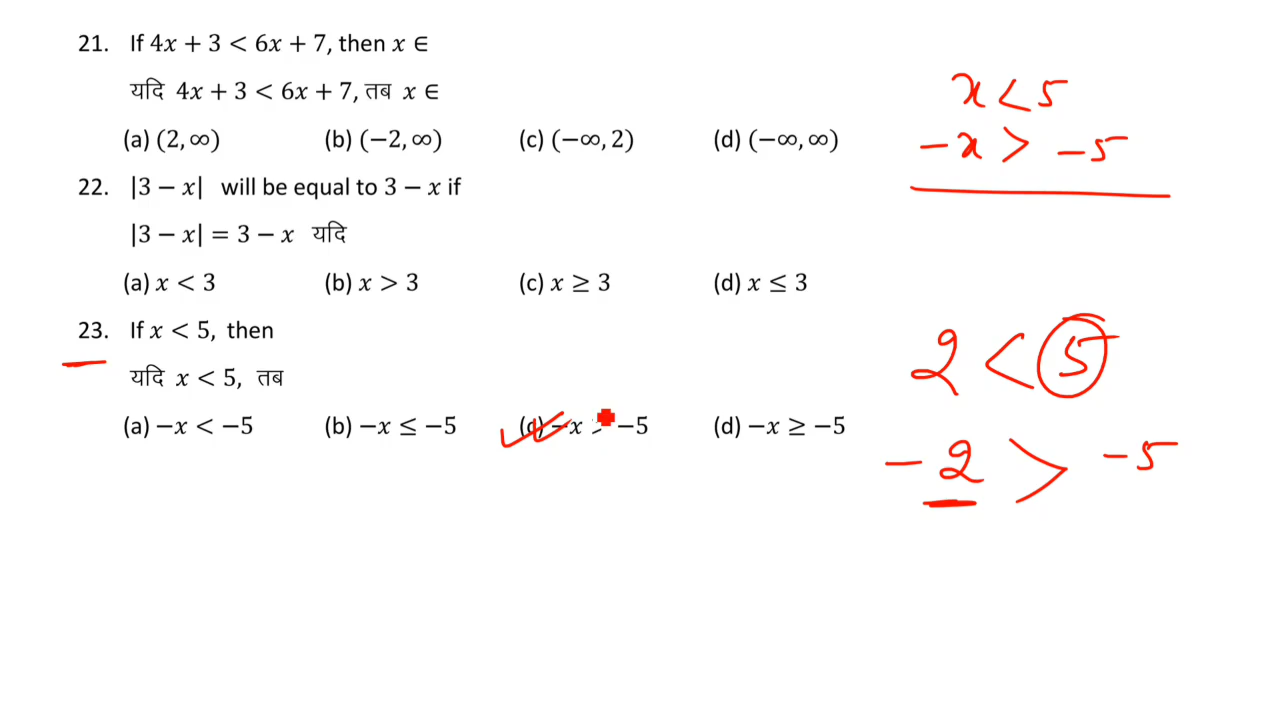 21. If 4x + 3 < 6x + 7, then x ∈
यदि 4x + 3 < 6x + 7, तब x ∈
(a) (2, ∞) (b) (−2, ∞) (c) (−∞, 2) (d) (−∞, ∞)
22. |3 − x| will be equal to 3 − x if
|3 − x| = 3 − x यदि
(a) x < 3 (b) x > 3 (c) x ≥ 3 (d) x ≤ 3
23. If x < 5, then
यदि x < 5, तब
(a) −x < −5 (b) −x ≤ −5 (c) −x > −5 (d) −x ≥ −5
x < 5
−x > −5
2 < 5
−2 > −5